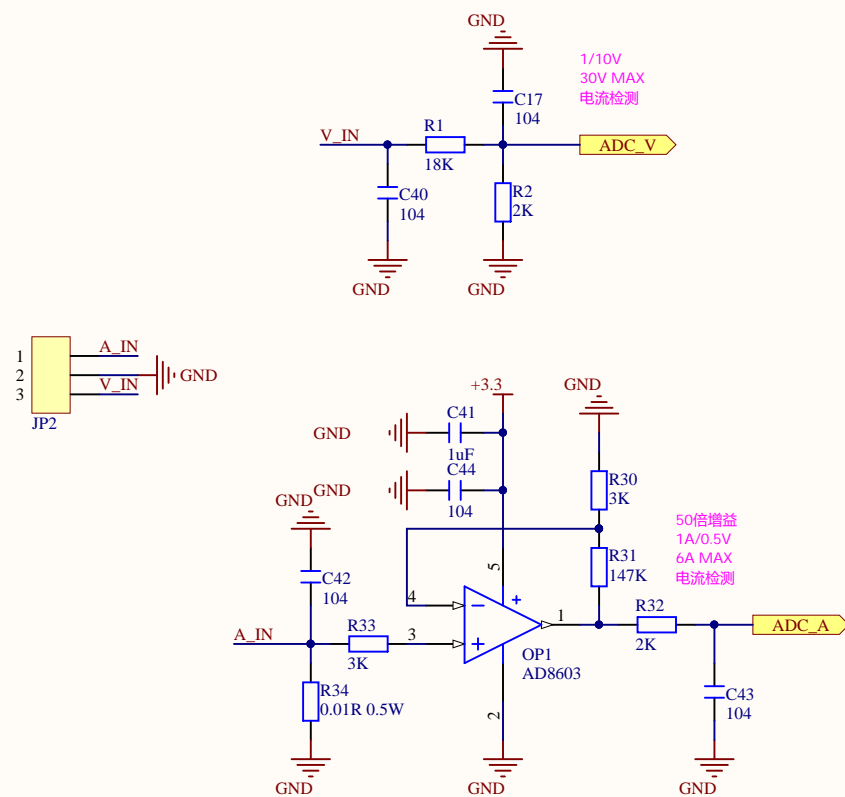 GND
1/10V
30V MAX
电流检测
C17
104
V_IN
R1
18K
ADC_V
C40
104
R2
2K
GND
GND
1
A_IN
2
GND
3
V_IN
JP2
+3.3
GND
C41
GND
1uF
C44
GND
GND
104
R30
3K
50倍增益
1A/0.5V
6A MAX
电流检测
C42
104
5
R31
147K
4
1
R32
2K
ADC_A
A_IN
R33
3K
3
OP1
AD8603
R34
0.01R 0.5W
2
C43
104
GND
GND
GND